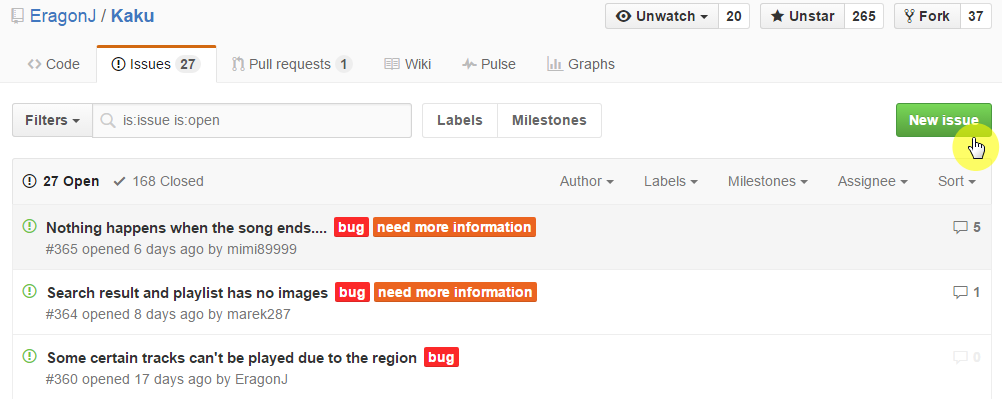 EragonJ / Kaku Unwatch 20 Unstar 265 Fork 37
Code Issues 27 Pull requests 1 Wiki Pulse Graphs
Filters is:issue is:open Labels Milestones New issue
27 Open 168 Closed Author Labels Milestones Assignee Sort
Nothing happens when the song ends.... bug need more information 5
#365 opened 6 days ago by mimi89999
Search result and playlist has no images bug need more information 1
#364 opened 8 days ago by marek287
Some certain tracks can't be played due to the region bug 0
#360 opened 17 days ago by EragonJ